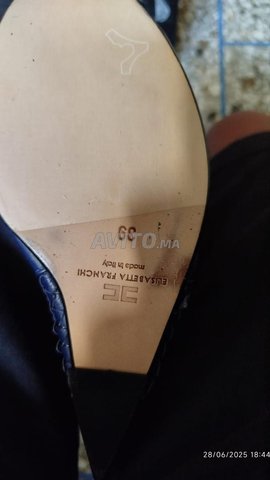 39
AVITO.MA
made in Italy
ELISABETTA FRANCHI
28/06/2025 18:44